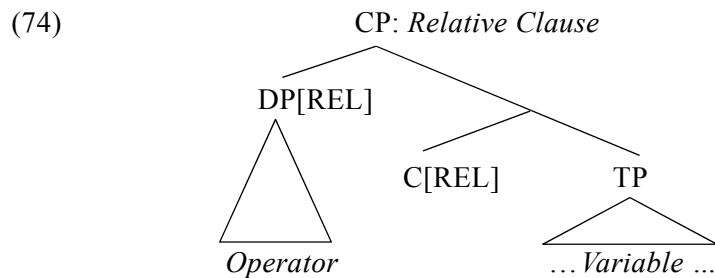 (74) CP: Relative Clause
DP[REL]
C[REL] TP
Operator …Variable ...